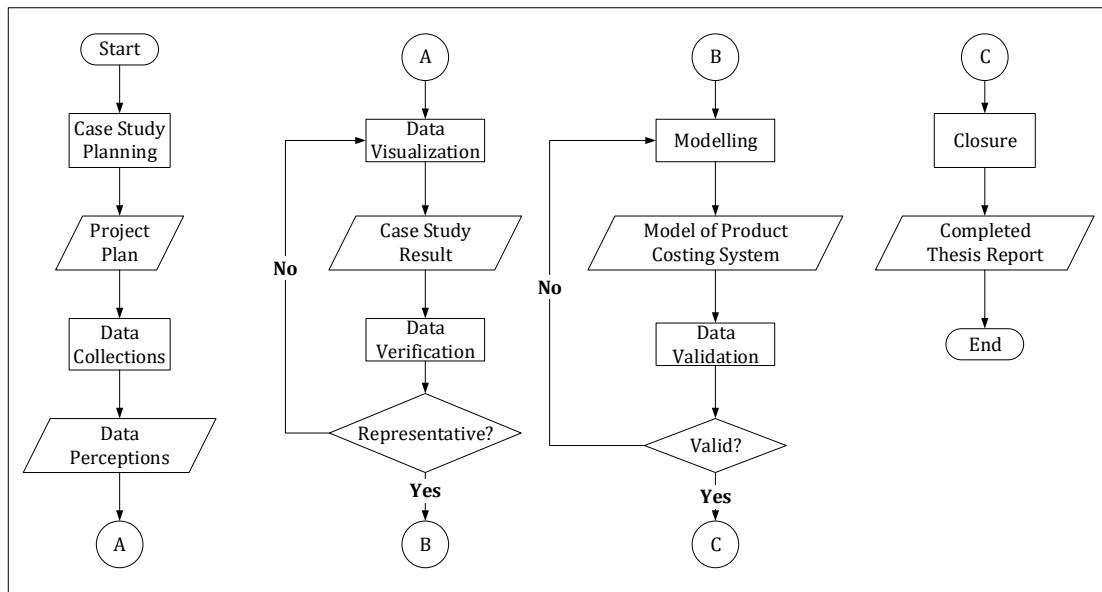 Start
Case Study
Planning
Project
Plan
Data
Collections
Data
Perceptions
A
A
Data
Visualization
Case Study
Result
No
Data
Verification
Representative?
Yes
B
B
Modelling
Model of Product
Costing System
No
Data
Validation
Valid?
Yes
C
C
Closure
Completed
Thesis Report
End